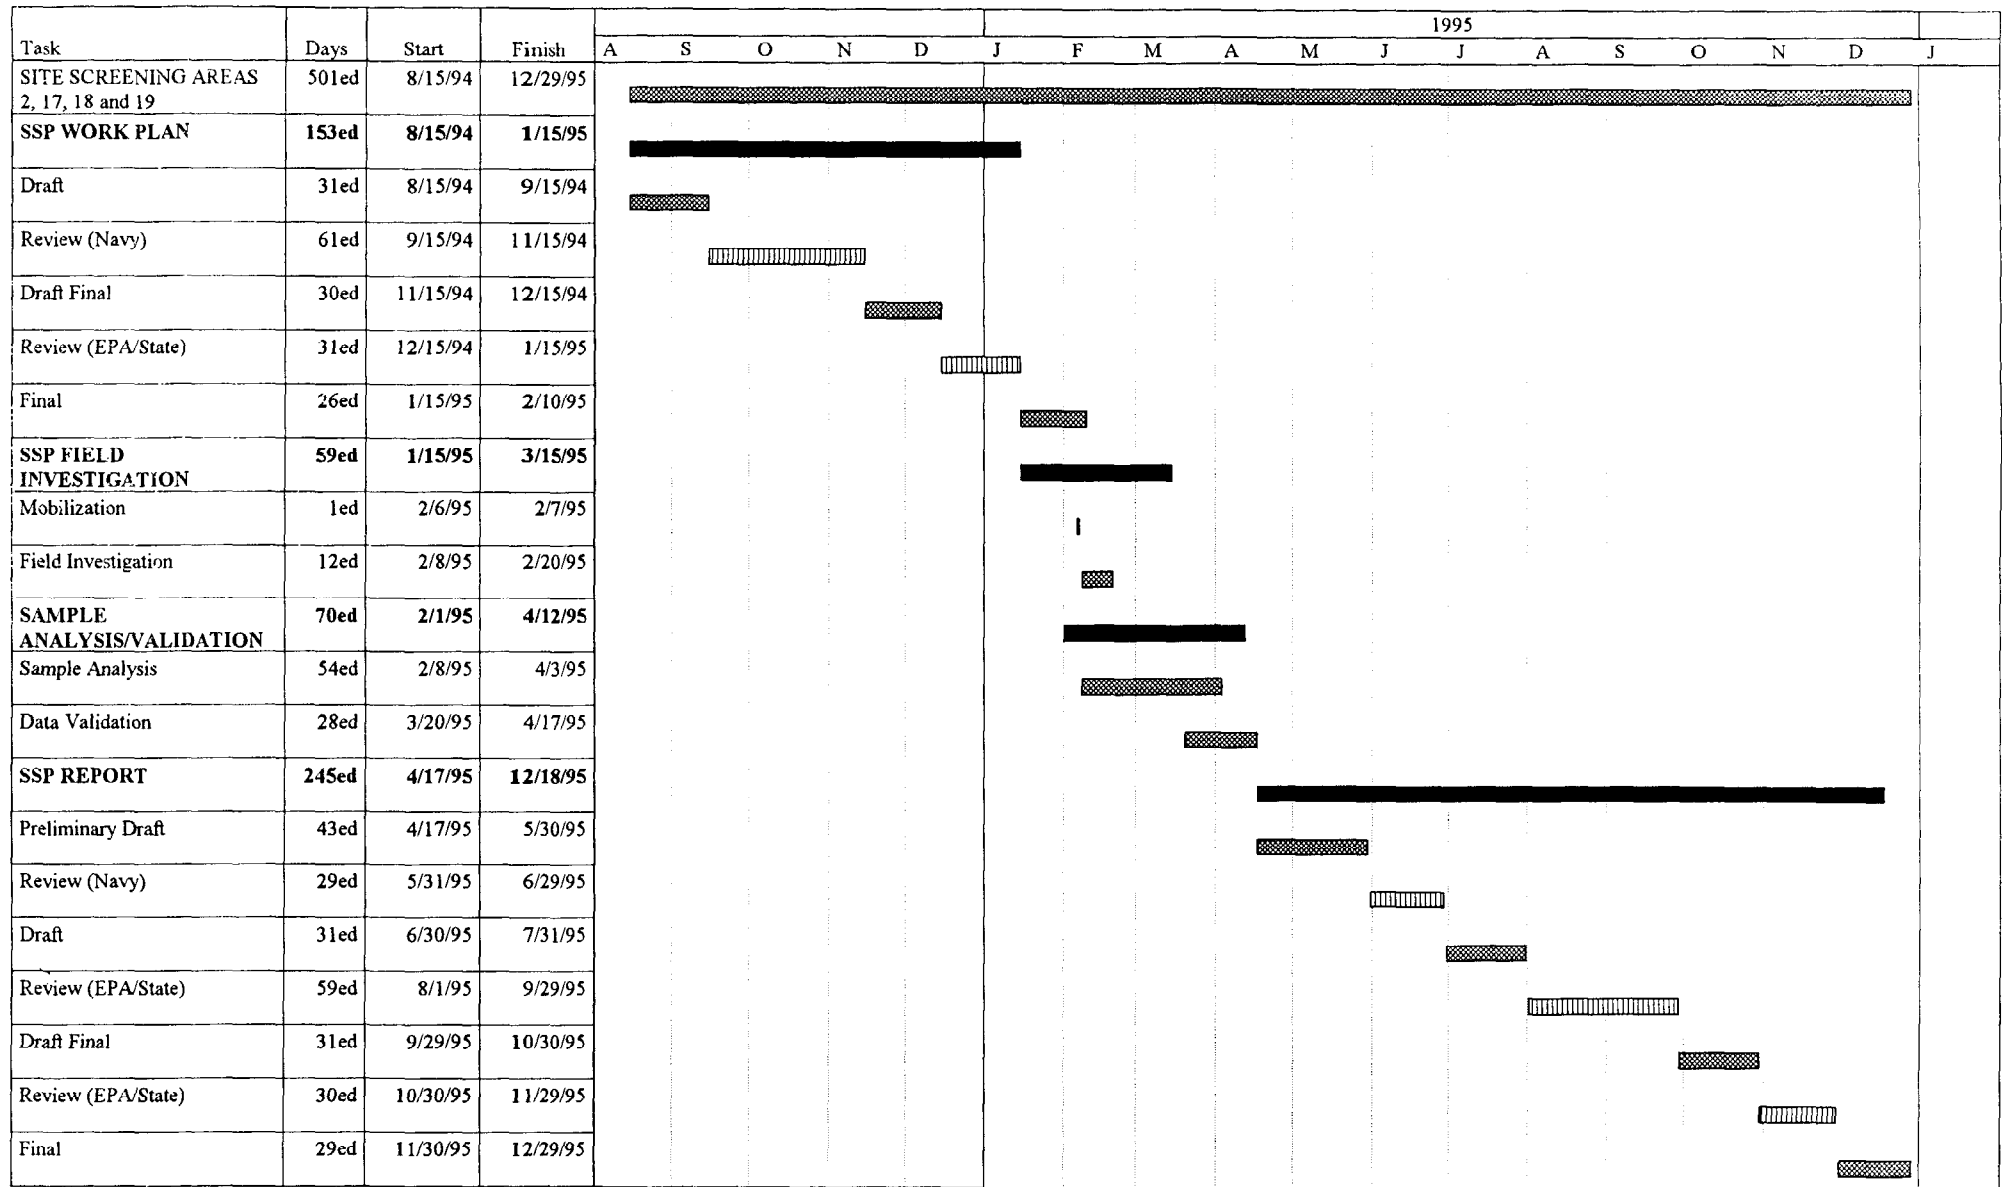 1995
Task Days Start Finish A S O N D J F M A M J J A S O N D J
SITE SCREENING AREAS 501ed 8/15/94 12/29/95
2, 17, 18 and 19
SSP WORK PLAN 153ed 8/15/94 1/15/95
Draft 31ed 8/15/94 9/15/94
Review (Navy) 61ed 9/15/94 11/15/94
Draft Final 30ed 11/15/94 12/15/94
Review (EPA/State) 31ed 12/15/94 1/15/95
Final 26ed 1/15/95 2/10/95
SSP FIELD 59ed 1/15/95 3/15/95
INVESTIGATION
Mobilization 1ed 2/6/95 2/7/95
Field Investigation 12ed 2/8/95 2/20/95
SAMPLE 70ed 2/1/95 4/12/95
ANALYSIS/VALIDATION
Sample Analysis 54ed 2/8/95 4/3/95
Data Validation 28ed 3/20/95 4/17/95
SSP REPORT 245ed 4/17/95 12/18/95
Preliminary Draft 43ed 4/17/95 5/30/95
Review (Navy) 29ed 5/31/95 6/29/95
Draft 31ed 6/30/95 7/31/95
Review (EPA/State) 59ed 8/1/95 9/29/95
Draft Final 31ed 9/29/95 10/30/95
Review (EPA/State) 30ed 10/30/95 11/29/95
Final 29ed 11/30/95 12/29/95